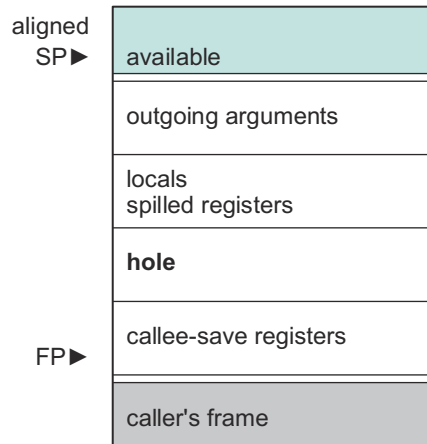 aligned
SP► available
outgoing arguments
locals
spilled registers
hole
callee-save registers
FP►
caller's frame